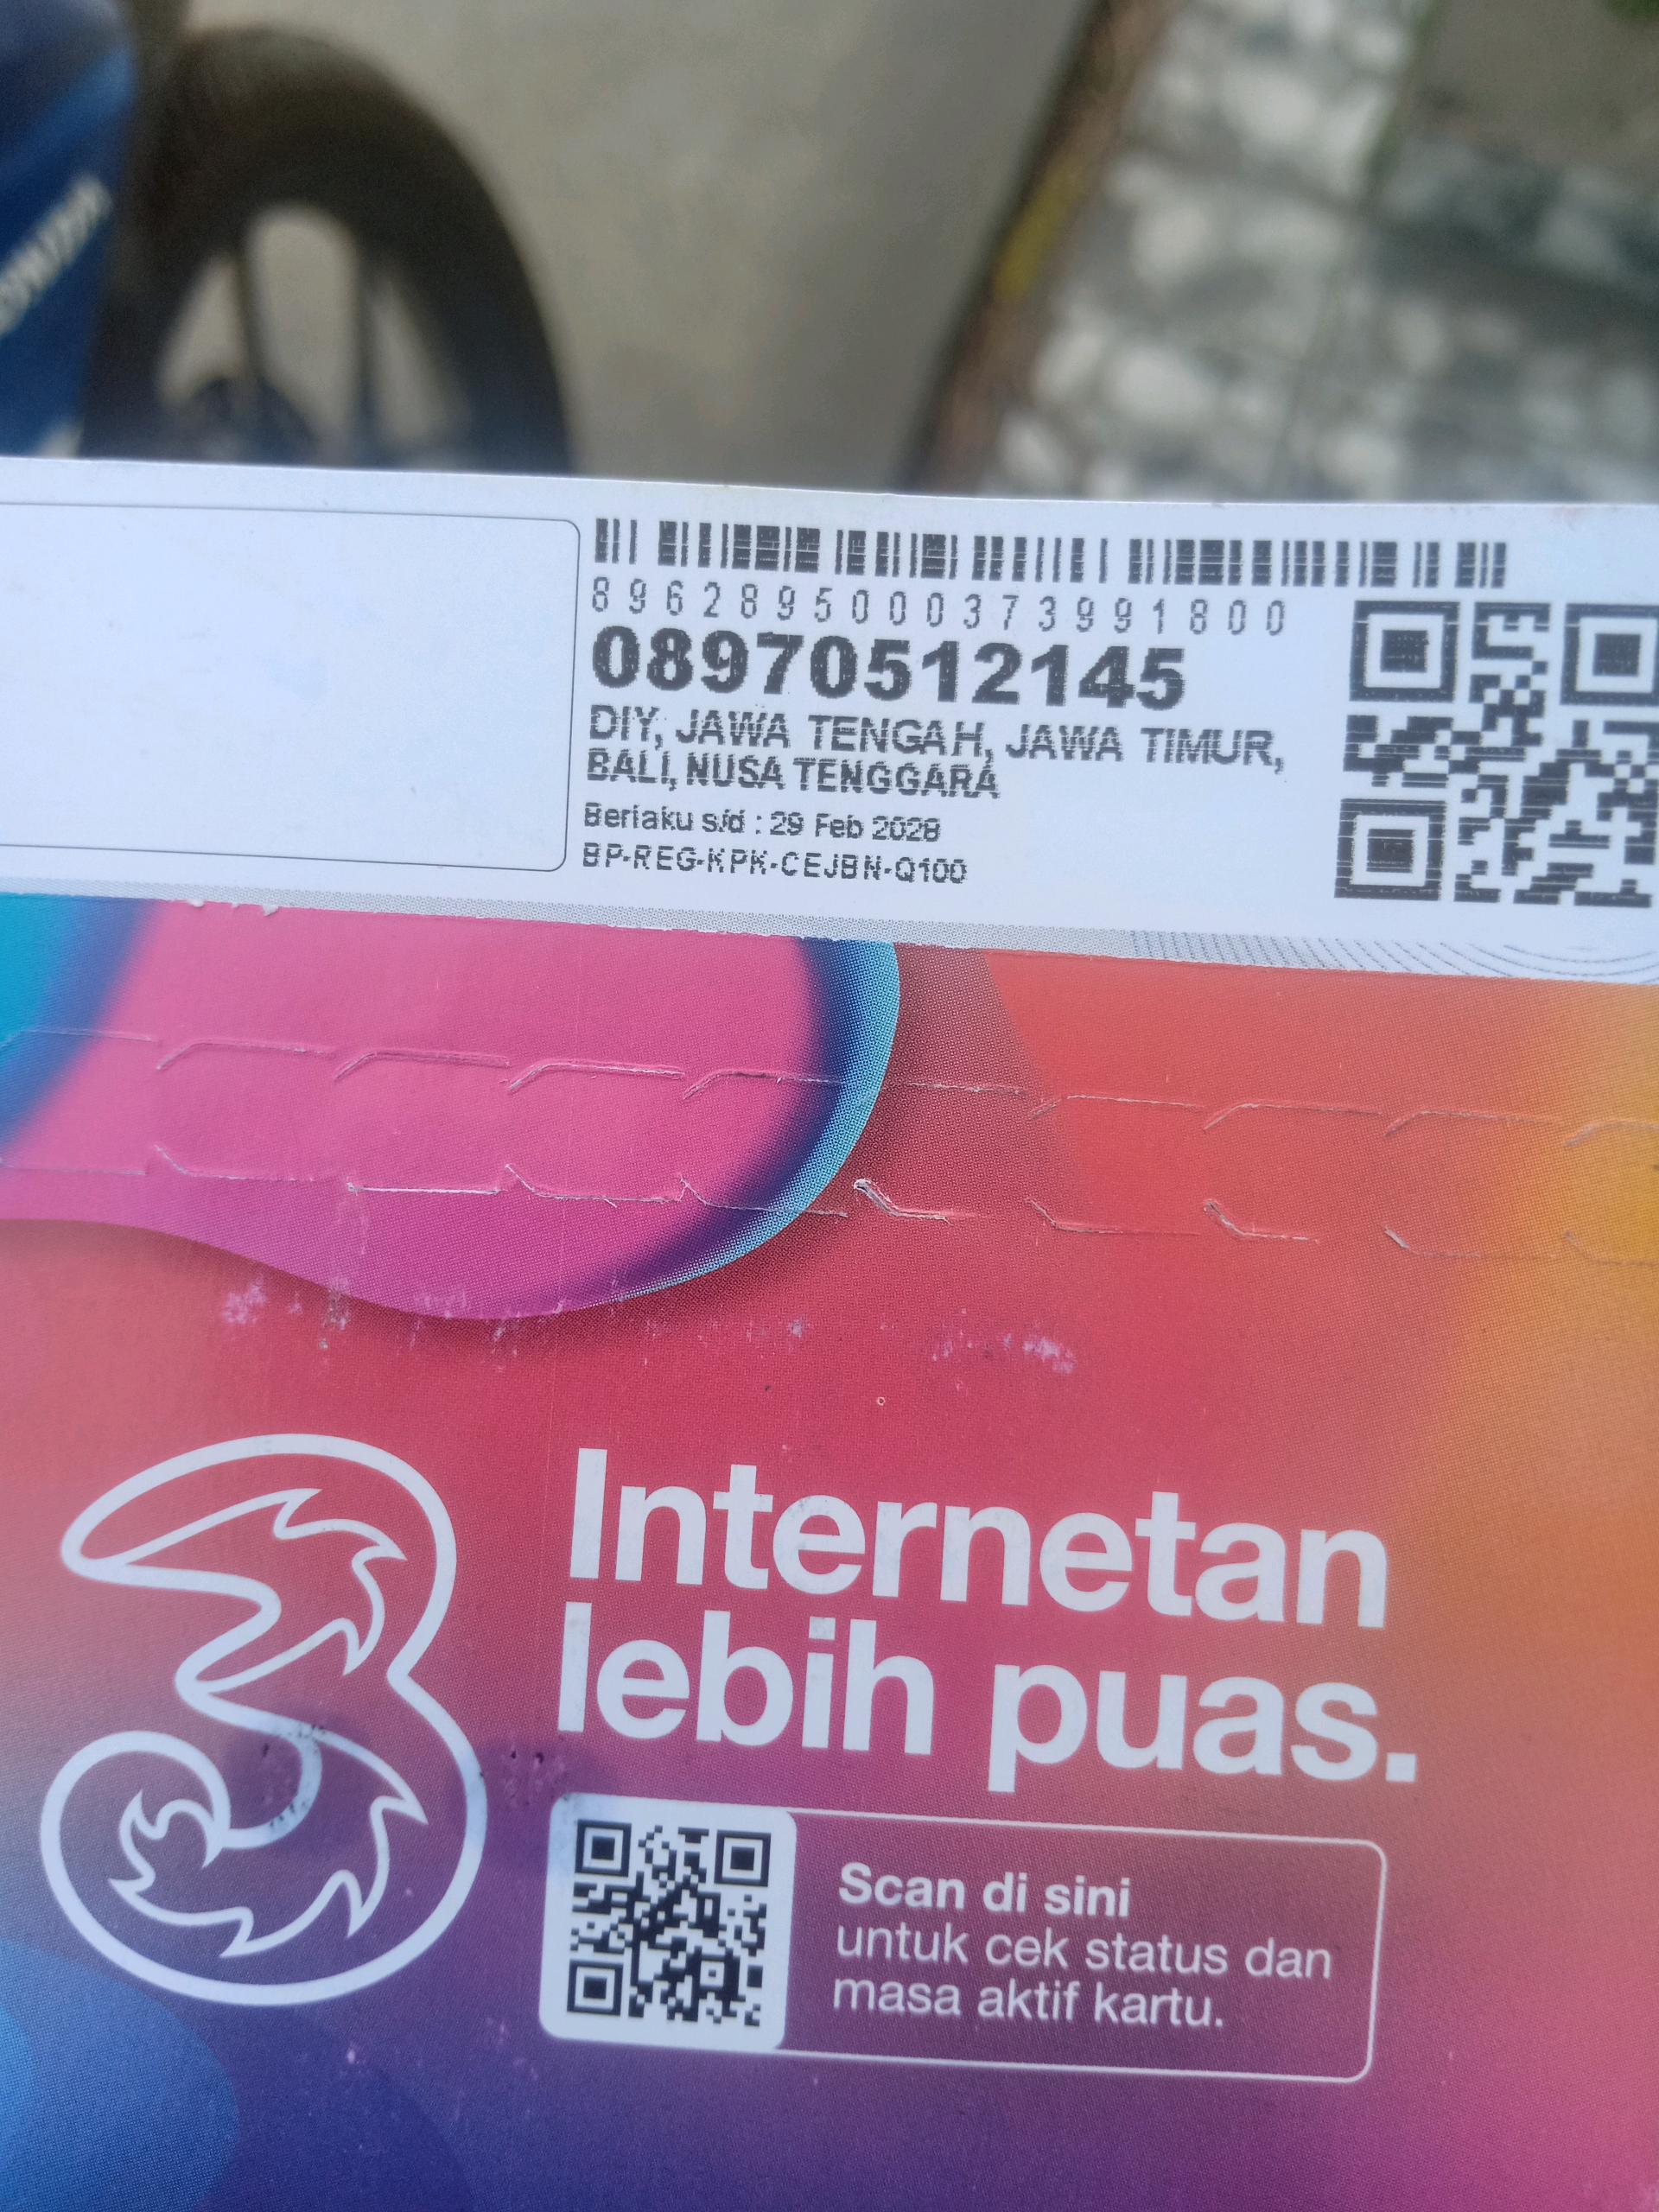 8962895000373991800
08970512145
DIY, JAWA TENGAH, JAWA TIMUR,
BALI, NUSA TENGGARA
Berlaku s/d : 29 Feb 2028
BP-REG-KPK-CEJBN-Q100
3
Internetan
lebih puas.
Scan di sini
untuk cek status dan
masa aktif kartu.